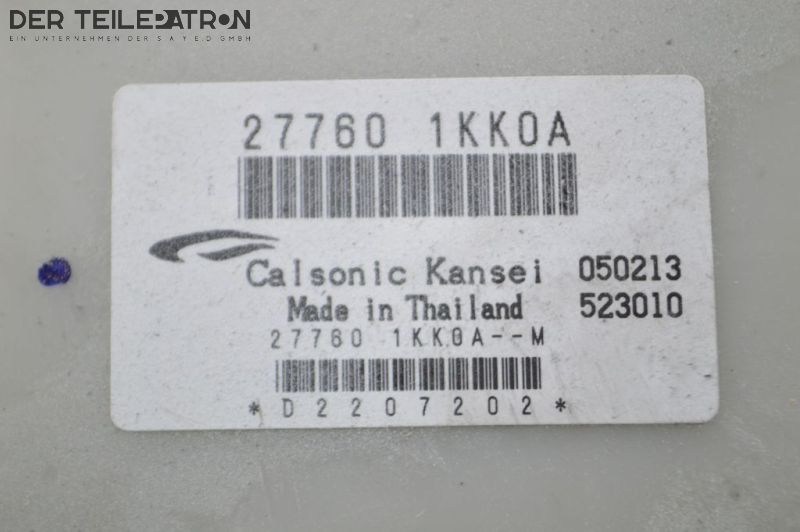 DER TEILEPATRON
EIN UNTERNEHMEN DER S A Y E.D GMBH
27760 1KK0A
Calsonic Kansei 050213
Made in Thailand 523010
27760 1KK0A--M
*D2207202*